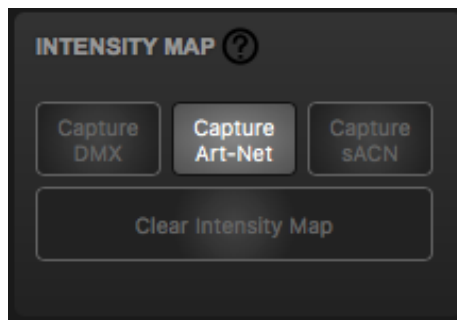 INTENSITY MAP ?
Capture
DMX
Capture
Art-Net
Capture
sACN
Clear Intensity Map